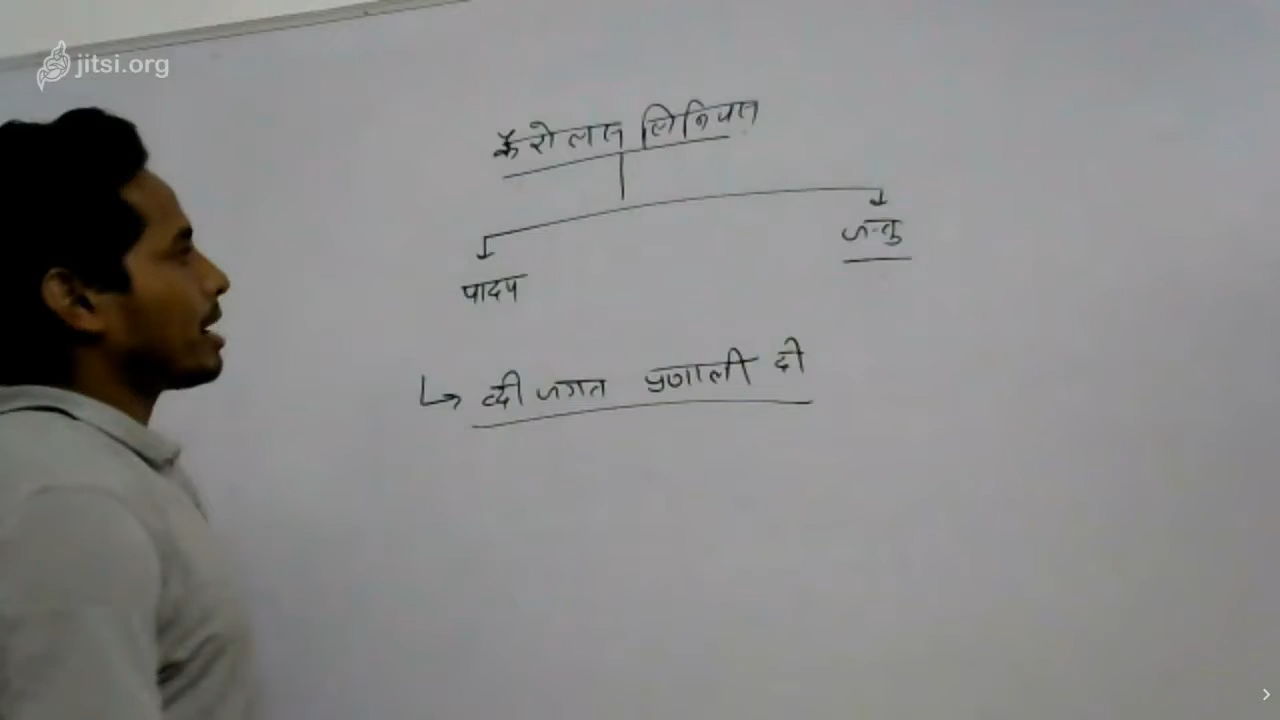 jitsi.org
कैरोलस लिनियस
पादप
जन्तु
व्दी जगत प्रणाली दी